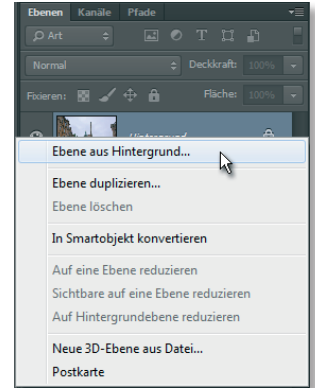 Ebenen Kanäle Pfade
Art
Normal Deckkraft: 100%
Fixieren: Fläche: 100%
Hintergrund
Ebene aus Hintergrund...
Ebene duplizieren...
Ebene löschen
In Smartobjekt konvertieren
Auf eine Ebene reduzieren
Sichtbare auf eine Ebene reduzieren
Auf Hintergrundebene reduzieren
Neue 3D-Ebene aus Datei...
Postkarte